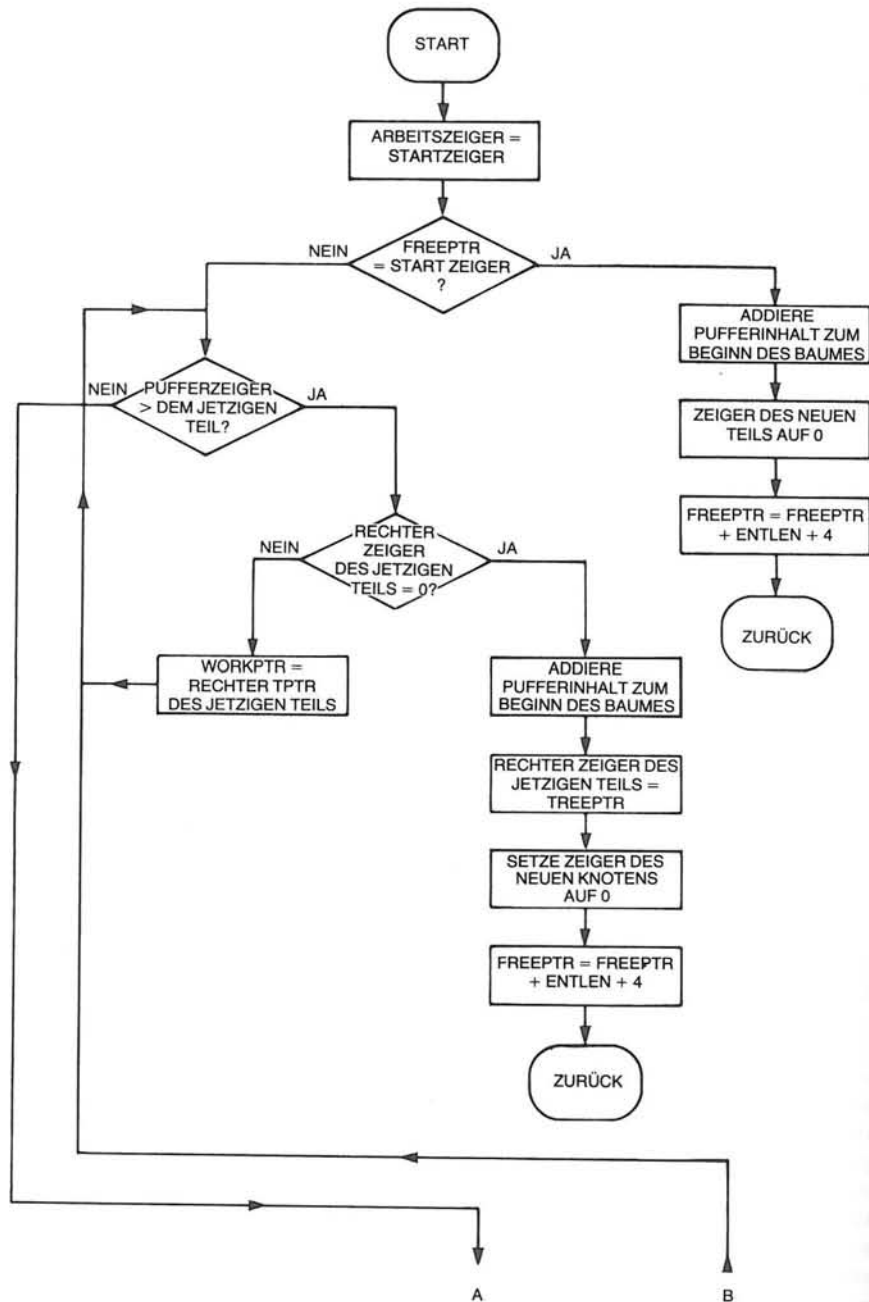 START
ARBEITSZEIGER =
STARTZEIGER
NEIN
FREEPTR
= START ZEIGER
?
JA
ADDIERE
PUFFERINHALT ZUM
BEGINN DES BAUMES
ZEIGER DES NEUEN
TEILS AUF 0
FREEPTR = FREEPTR
+ ENTLEN + 4
ZURÜCK
NEIN
PUFFERZEIGER
> DEM JETZIGEN
TEIL?
JA
NEIN
RECHTER
ZEIGER
DES JETZIGEN
TEILS = 0?
JA
WORKPTR =
RECHTER TPTR
DES JETZIGEN TEILS
ADDIERE
PUFFERINHALT ZUM
BEGINN DES BAUMES
RECHTER ZEIGER DES
JETZIGEN TEILS =
TREEPTR
SETZE ZEIGER DES
NEUEN KNOTENS
AUF 0
FREEPTR = FREEPTR
+ ENTLEN + 4
ZURÜCK
A
B